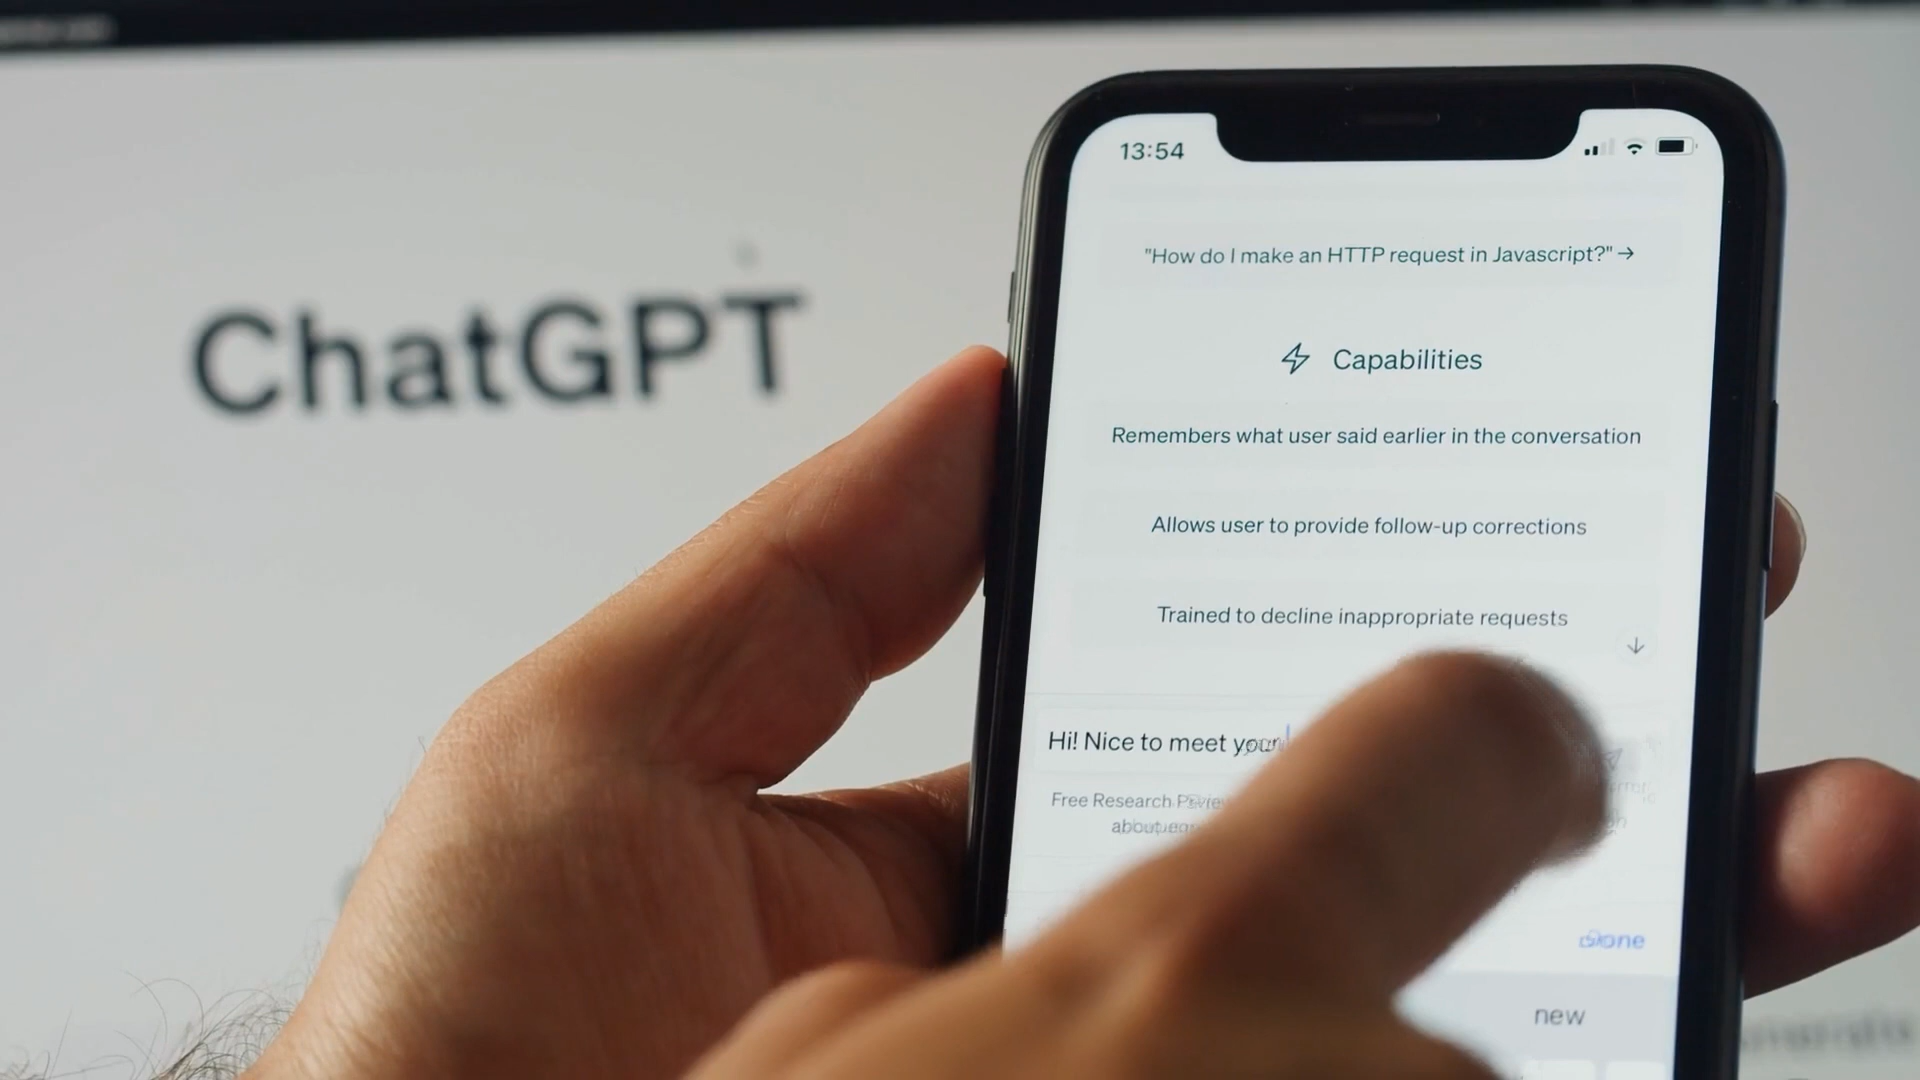 ChatGPT
13:54
"How do I make an HTTP request in Javascript?" →
Capabilities
Remembers what user said earlier in the conversation
Allows user to provide follow-up corrections
Trained to decline inappropriate requests
Hi! Nice to meet you
Free Research
about
Done
new